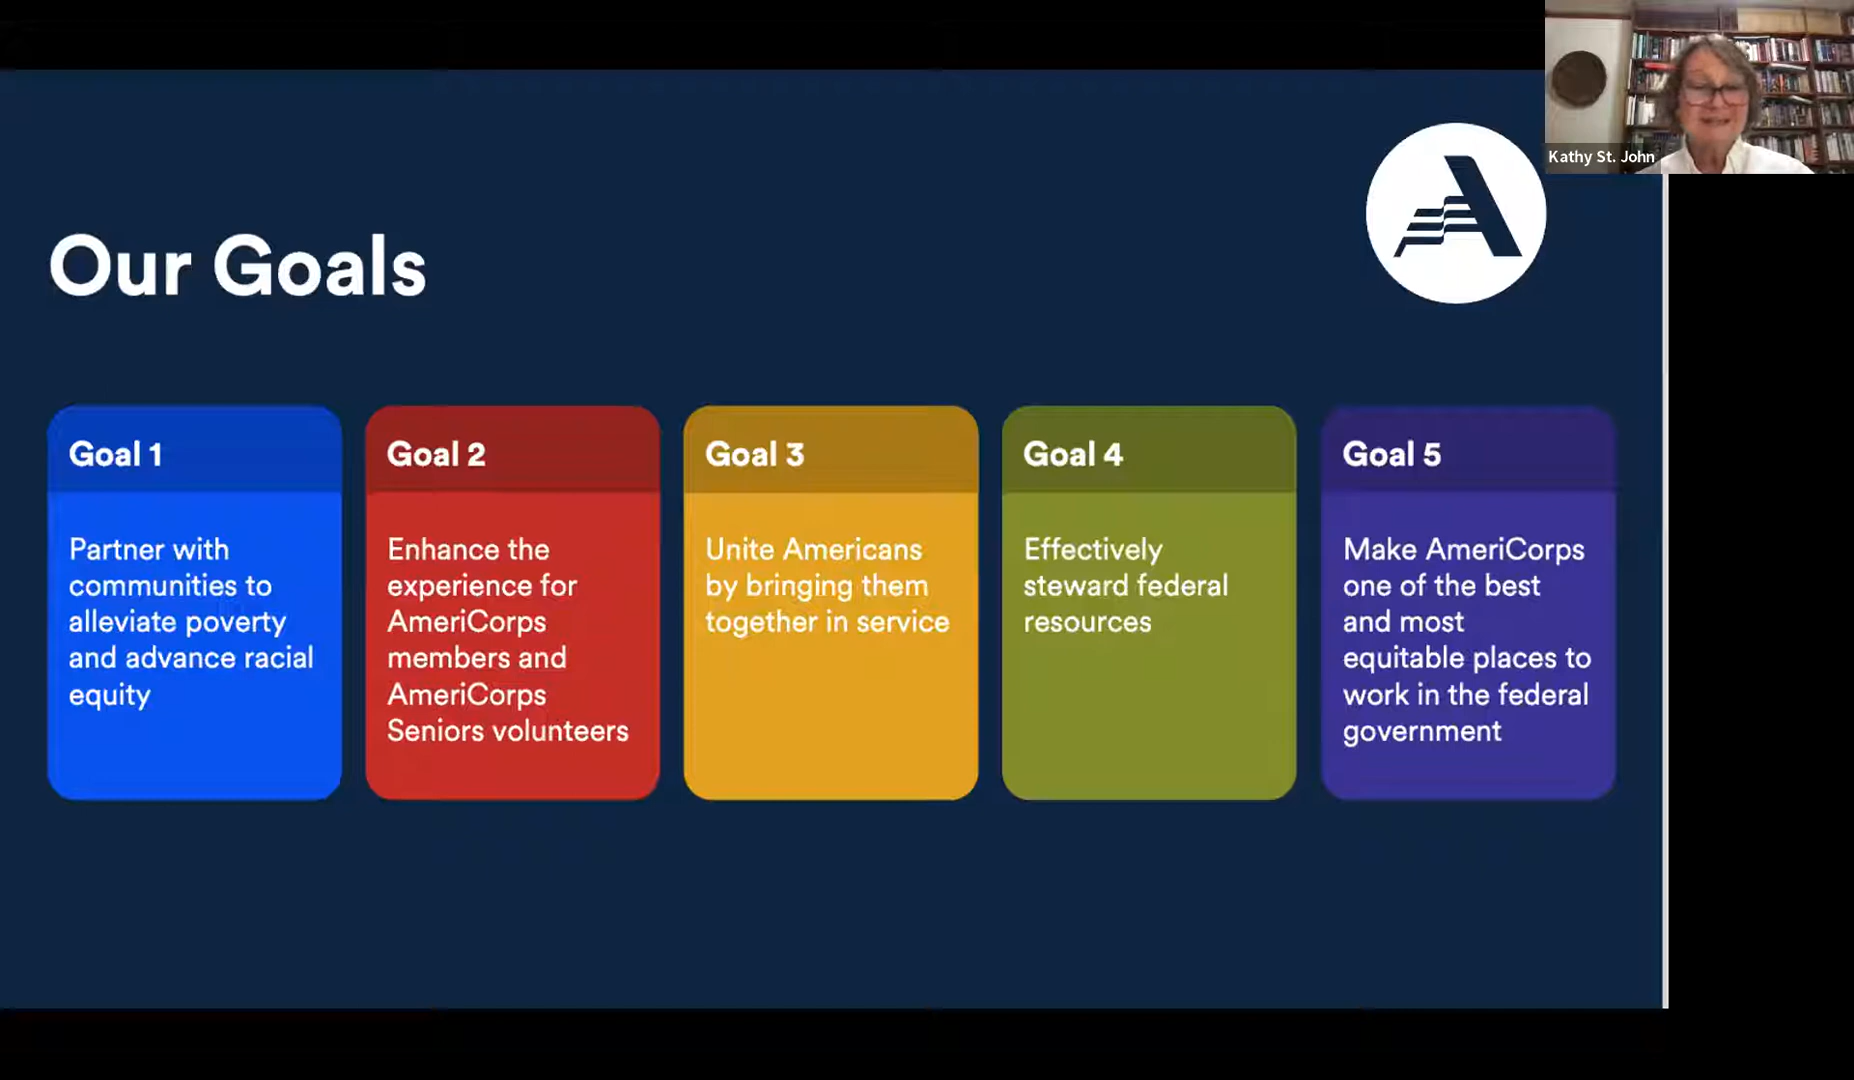 Kathy St. John
Our Goals
Goal 1
Partner with
communities to
alleviate poverty
and advance racial
equity
Goal 2
Enhance the
experience for
AmeriCorps
members and
AmeriCorps
Seniors volunteers
Goal 3
Unite Americans
by bringing them
together in service
Goal 4
Effectively
steward federal
resources
Goal 5
Make AmeriCorps
one of the best
and most
equitable places to
work in the federal
government